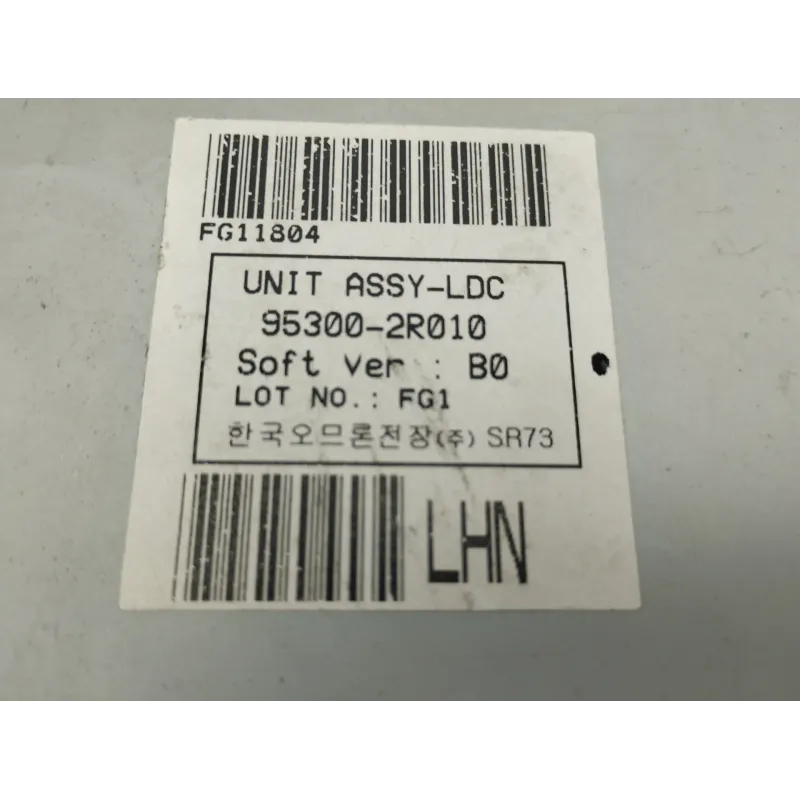 FG11804
UNIT ASSY-LDC
95300-2R010
Soft Ver : B0
LOT NO.: FG1
한국오므론전장(주) SR73
LHN